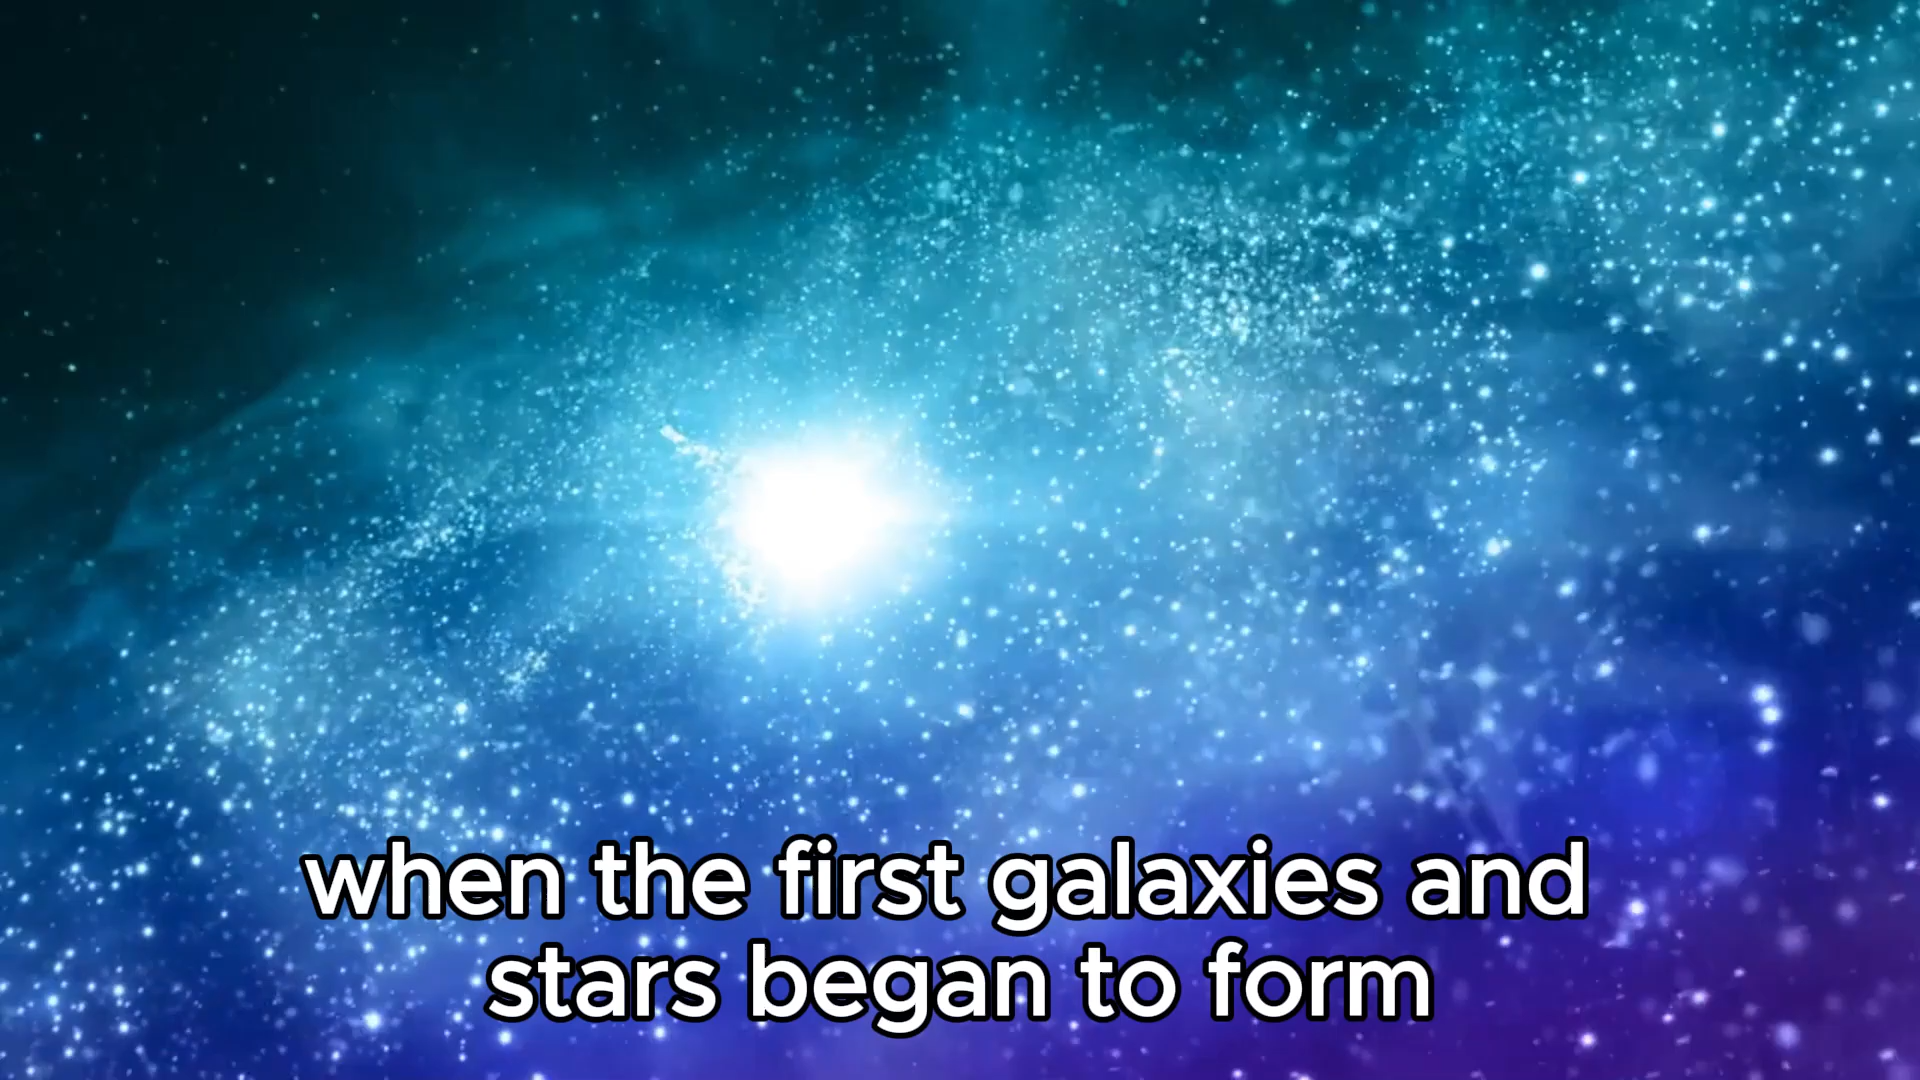 when the first galaxies and
stars began to form